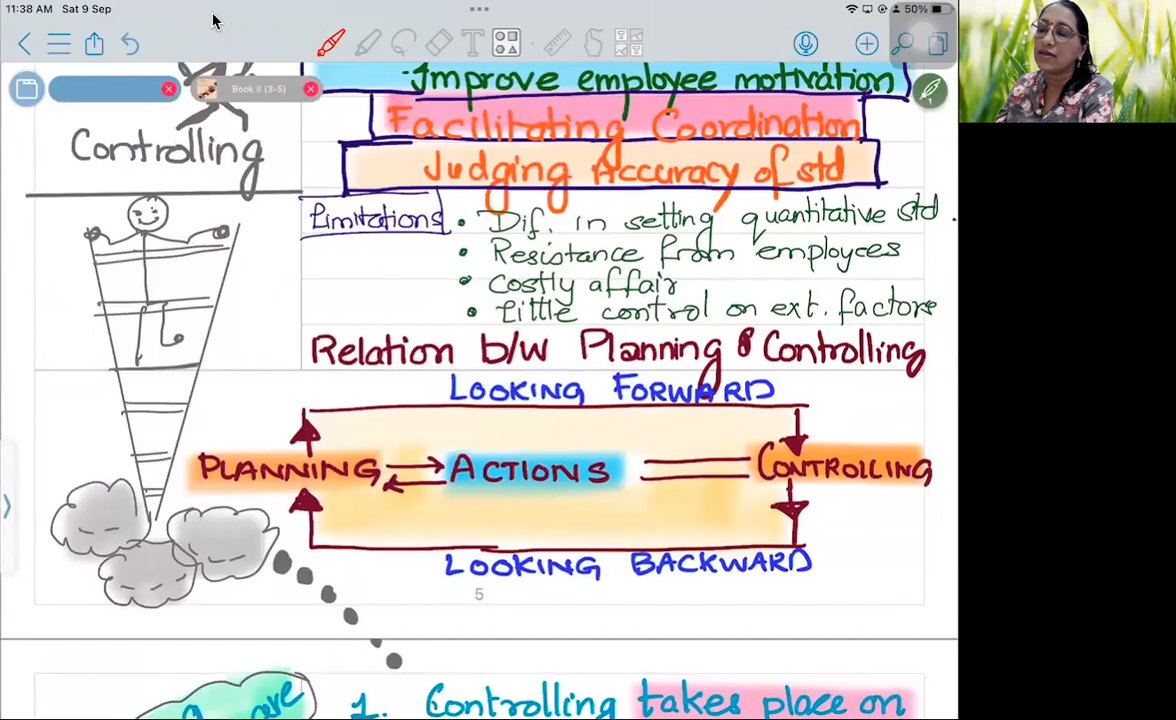 11:38 AM Sat 9 Sep
50%
Book II (3-5)
Improve employee motivation
Facilitating Coordination
Judging Accuracy of std
Controlling
Limitations
• Dif. in setting quantitative std.
• Resistance from employees
• Costly affair
• Little control on ext. factors
Relation b/w Planning & Controlling
LOOKING FORWARD
PLANNING ACTIONS CONTROLLING
LOOKING BACKWARD
5
are
1. Controlling takes place on